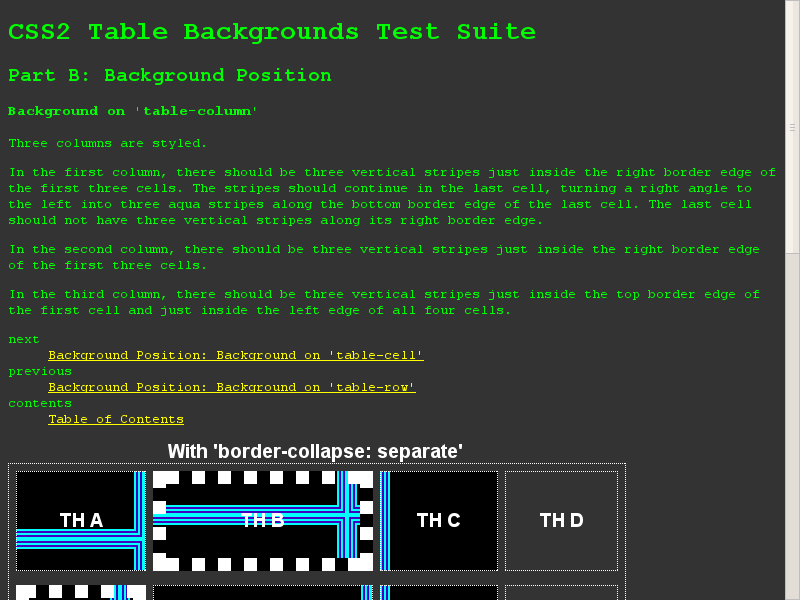 CSS2 Table Backgrounds Test Suite
Part B: Background Position
Background on 'table-column'
Three columns are styled.
In the first column, there should be three vertical stripes just inside the right border edge of
the first three cells. The stripes should continue in the last cell, turning a right angle to
the left into three aqua stripes along the bottom border edge of the last cell. The last cell
should not have three vertical stripes along its right border edge.
In the second column, there should be three vertical stripes just inside the right border edge
of the first three cells.
In the third column, there should be three vertical stripes just inside the top border edge of
the first cell and just inside the left edge of all four cells.
next
Background Position: Background on 'table-cell'
previous
Background Position: Background on 'table-row'
contents
Table of Contents
With 'border-collapse: separate'
TH A TH B TH C TH D